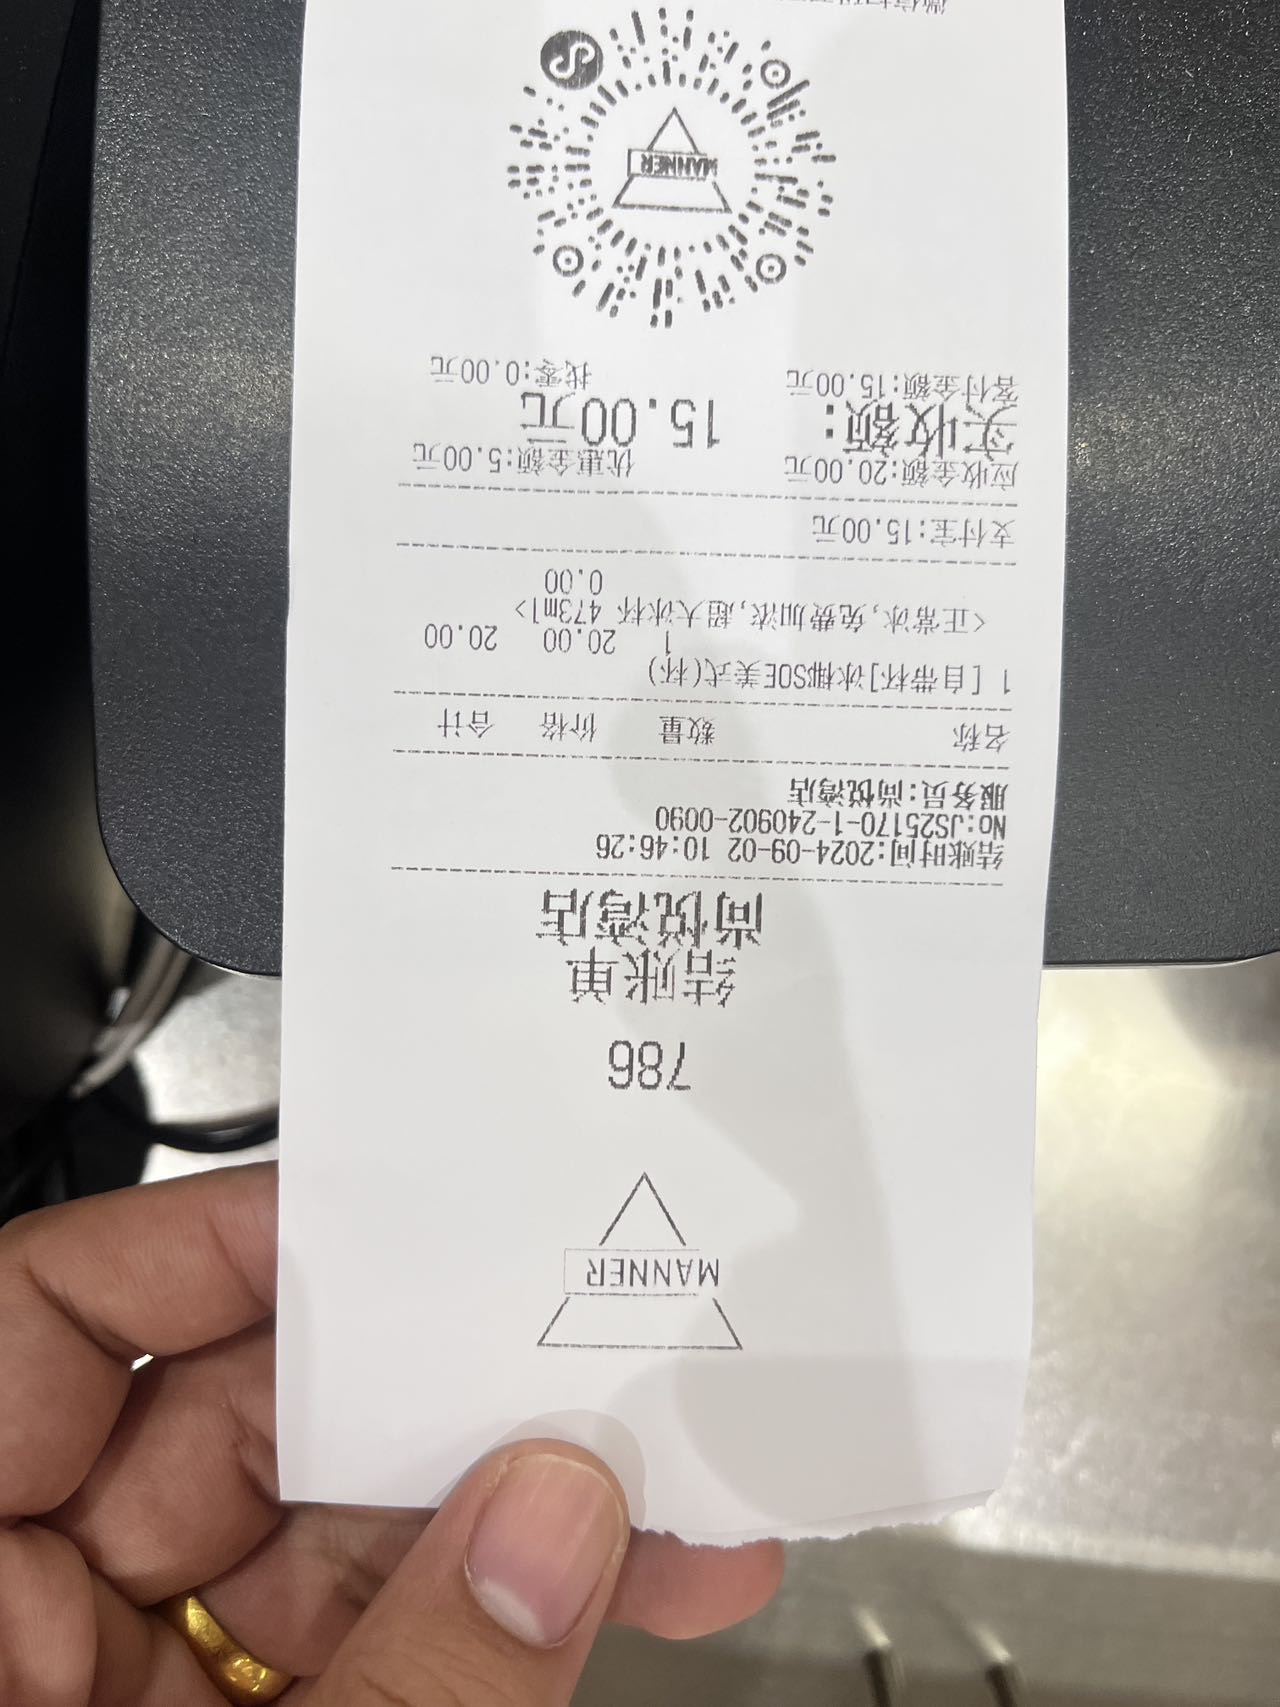 MANNER
786
结账单
尚悦湾店
结账时间:2024-09-02 10:46:26
No:JS25170-1-240902-0090
服务员:尚悦湾店
名称 数量 价格 合计
1 [自带杯]冰椰SOE美式(杯)
1 20.00 20.00
<正常冰,免费加浓,超大冰杯 473ml>
0.00
支付宝:15.00元
应收金额:20.00元 优惠金额:5.00元
实收额: 15.00元
客付金额:15.00元 找零:0.00元
MANNER